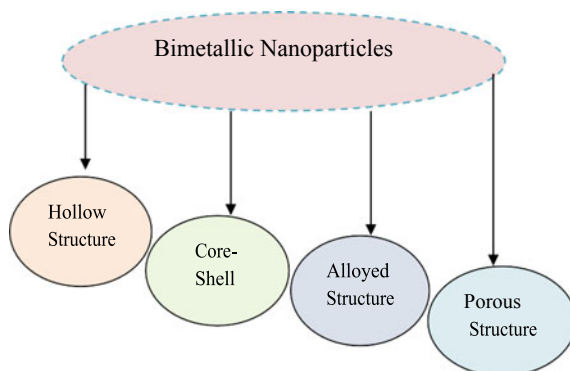 Bimetallic Nanoparticles
Hollow
Structure
Core-
Shell
Alloyed
Structure
Porous
Structure